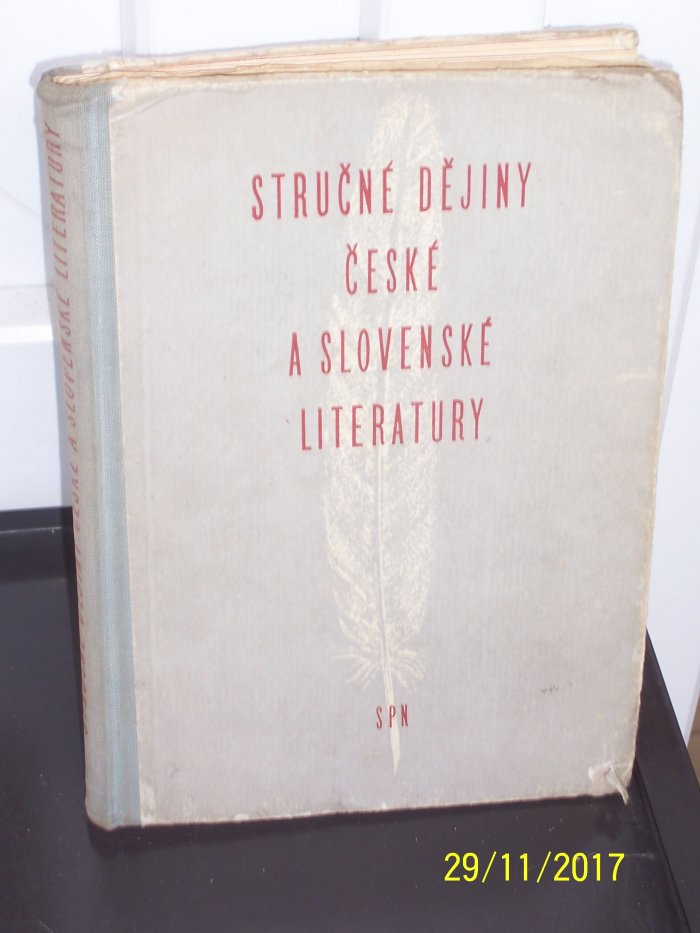 STRUČNÉ DĚJINY
ČESKÉ
A SLOVENSKÉ
LITERATURY
SPN
ČESKÉ A SLOVENSKÉ LITERATURY
29/11/2017